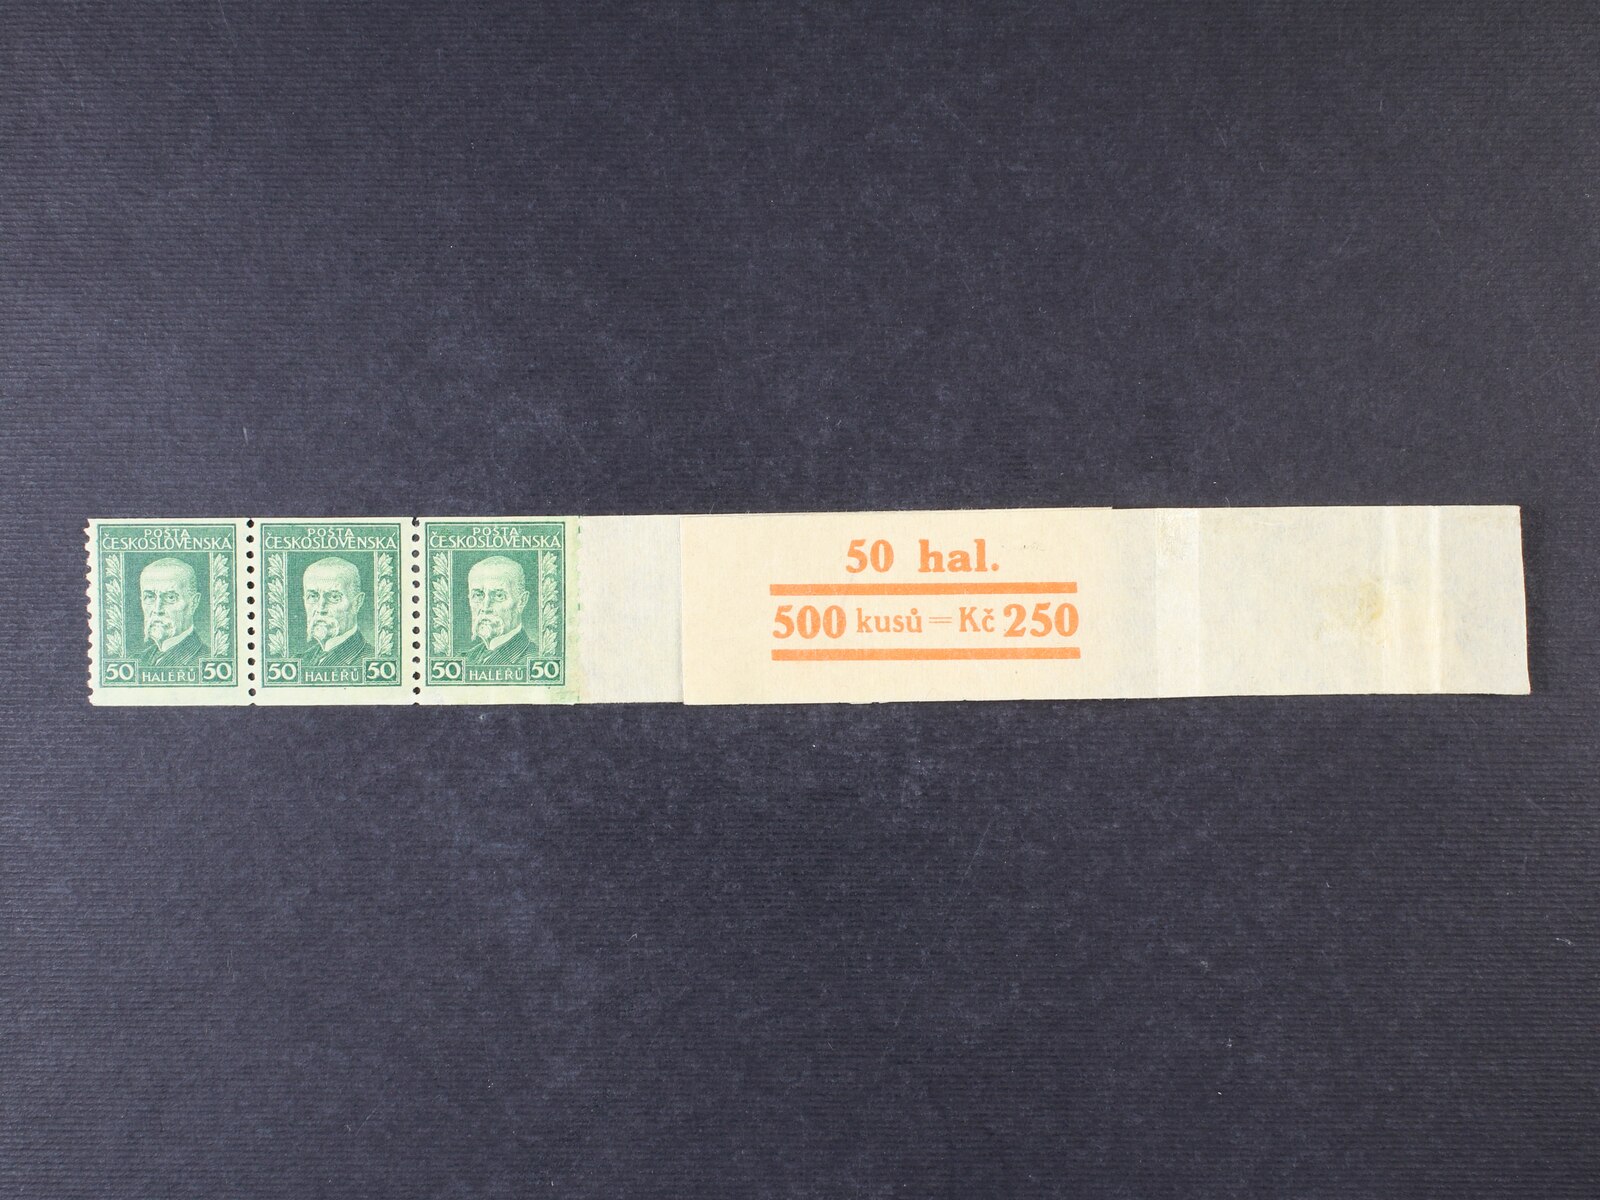 POŠTA
ČESKOSLOVENSKÁ
50 HALÉŘŮ 50
POŠTA
ČESKOSLOVENSKÁ
50 HALÉŘŮ 50
POŠTA
ČESKOSLOVENSKÁ
50 HALÉŘŮ 50
50 hal.
500 kusů = Kč 250